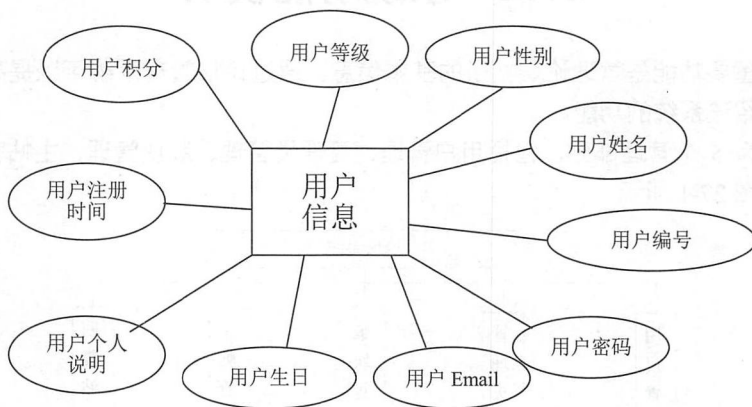 用户等级
用户性别
用户积分
用户姓名
用户
信息
用户注册
时间
用户编号
用户个人
说明
用户生日
用户 Email
用户密码